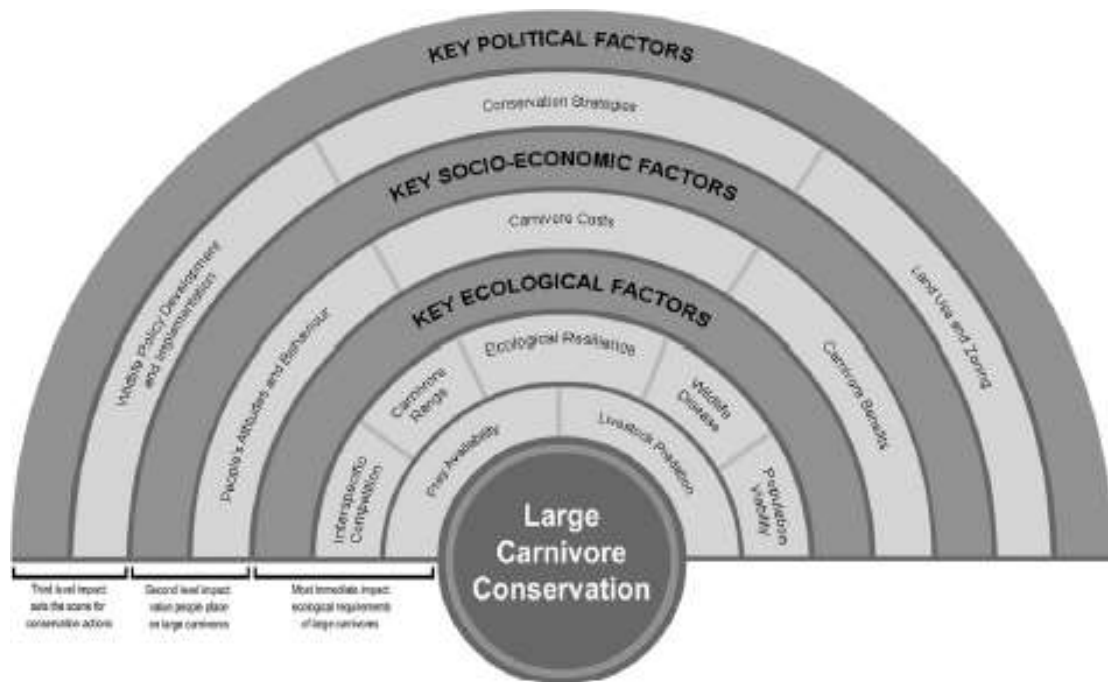 KEY POLITICAL FACTORS
Conservation Strategies
Wildlife Policy Development
and Implementation
Land Use and Zoning
KEY SOCIO-ECONOMIC FACTORS
Carnivore Costs
People's Attitudes and Behaviour
Carnivore Benefits
KEY ECOLOGICAL FACTORS
Ecological Resilience
Carnivore
Range
Wildlife
Disease
Interspecific
Competition
Population
Viability
Prey Availability
Livestock Predation
Large
Carnivore
Conservation
Third level impact:
sets the scene for
conservation actions
Second level impact:
value people place
on large carnivores
Most immediate impact:
ecological requirements
of large carnivores